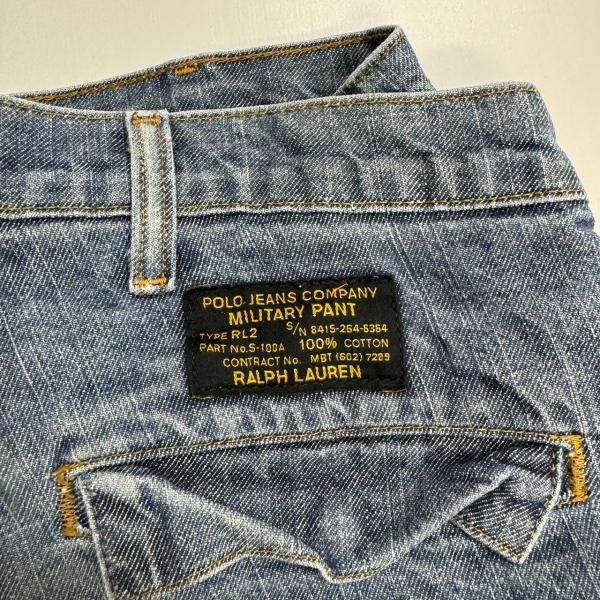 POLO JEANS COMPANY
MILITARY PANT
TYPE RL2 S/N 8415-264-5364
PART No. S-100A 100% COTTON
CONTRACT No. MBT (602) 7289
RALPH LAUREN